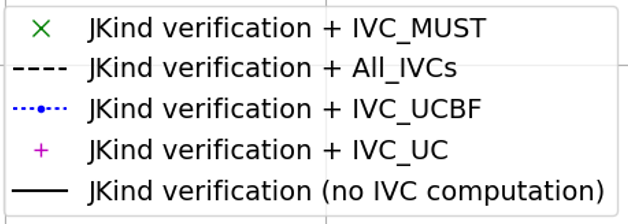 JKind verification + IVC_MUST
JKind verification + All_IVCs
JKind verification + IVC_UCBF
JKind verification + IVC_UC
JKind verification (no IVC computation)